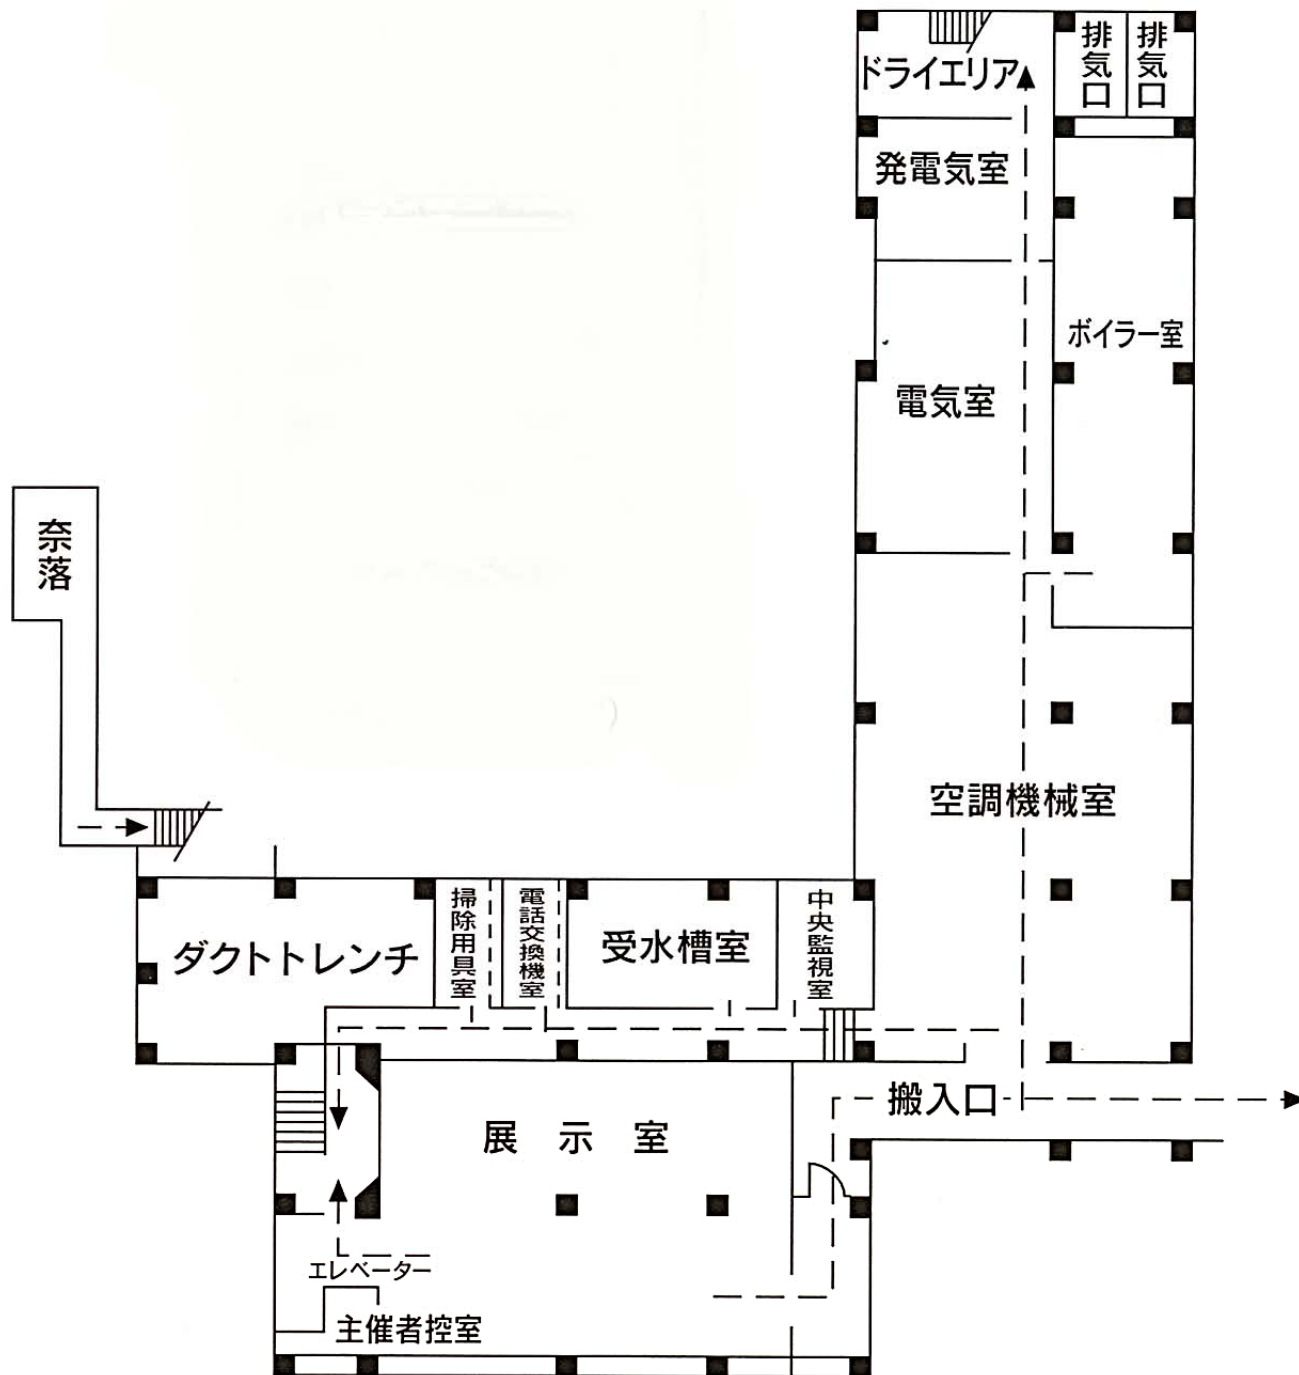 排気口
排気口
ドライエリア
発電気室
ボイラー室
電気室
奈落
空調機械室
掃除用具室
電話交換機室
中央監視室
受水槽室
ダクトトレンチ
搬入口
展示室
エレベーター
主催者控室